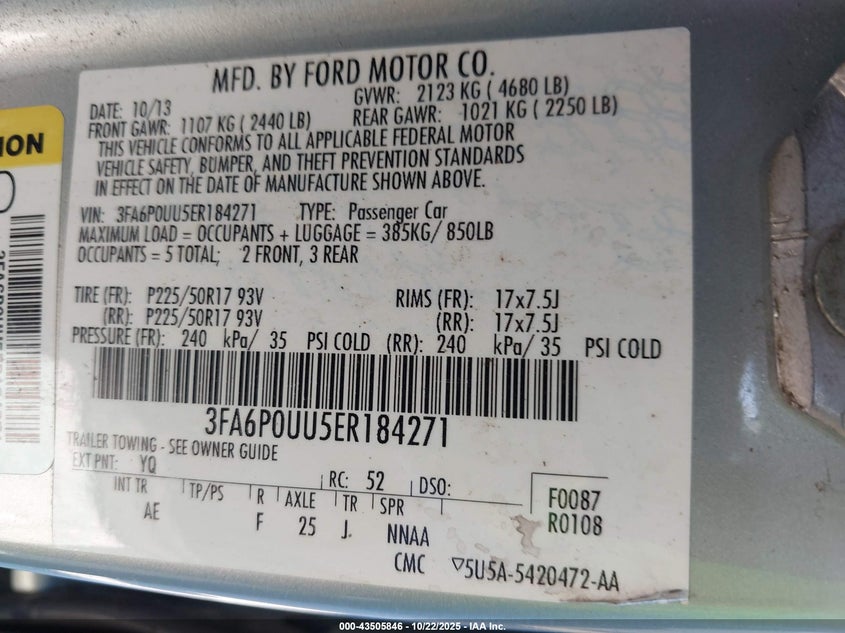 MFD. BY FORD MOTOR CO.
DATE: 10/13 GVWR: 2123 KG ( 4680 LB)
FRONT GAWR: 1107 KG ( 2440 LB) REAR GAWR: 1021 KG ( 2250 LB)
THIS VEHICLE CONFORMS TO ALL APPLICABLE FEDERAL MOTOR
VEHICLE SAFETY, BUMPER, AND THEFT PREVENTION STANDARDS
IN EFFECT ON THE DATE OF MANUFACTURE SHOWN ABOVE.
VIN: 3FA6P0UU5ER184271 TYPE: Passenger Car
MAXIMUM LOAD = OCCUPANTS + LUGGAGE = 385KG/ 850LB
OCCUPANTS = 5 TOTAL; 2 FRONT, 3 REAR
TIRE (FR): P225/50R17 93V RIMS (FR): 17x7.5J
(RR): P225/50R17 93V (RR): 17x7.5J
PRESSURE (FR): 240 kPa/ 35 PSI COLD (RR): 240 kPa/ 35 PSI COLD
3FA6P0UU5ER184271
TRAILER TOWING - SEE OWNER GUIDE
EXT PNT: YQ RC: 52 DSO:
INT TR TP/PS R AXLE TR SPR F0087
AE F 25 J NNAA R0108
CMC ▽5U5A-5420472-AA
000-43505846 - 10/22/2025 - IAA Inc.